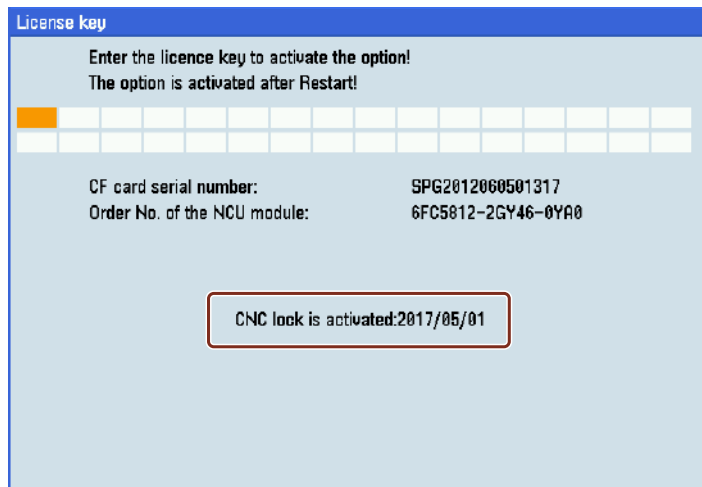 License key
Enter the licence key to activate the option!
The option is activated after Restart!
CF card serial number: SPG2012060501317
Order No. of the NCU module: 6FC5812-2GY46-0YA0
CNC lock is activated:2017/05/01